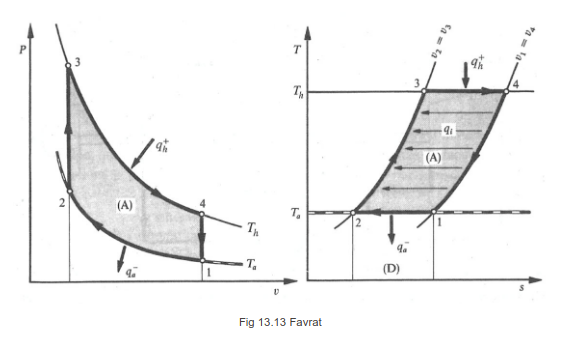 P
3
q_h^+
(A)
4
2
T_h
T_a
q_a^-
1
v
T
v_2 = v_3
v_1 = v_4
q_h^+
T_h
3
4
q_i
(A)
T_a
2
1
q_a^-
(D)
s
Fig 13.13 Favrat